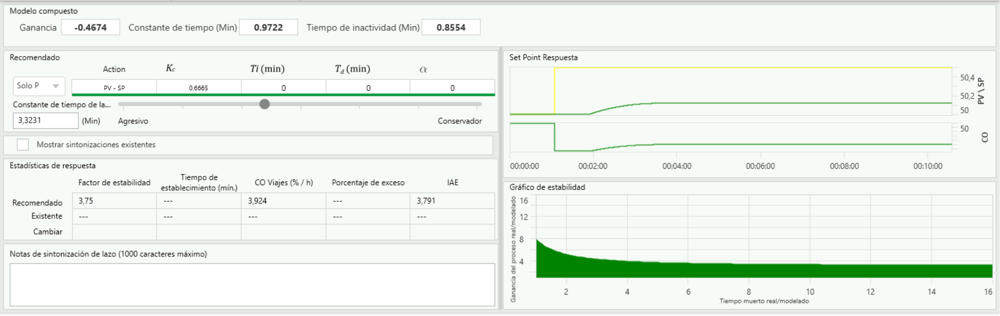 Modelo compuesto
Ganancia -0.4674 Constante de tiempo (Min) 0.9722 Tiempo de inactividad (Min) 0.8554
Recomendado
Action Kc Ti (min) Td (min) α
Solo P PV - SP 0,6665 0 0 0
Constante de tiempo de la...
3,3231 (Min) Agresivo Conservador
Mostrar sintonizaciones existentes
Estadísticas de respuesta
Factor de estabilidad Tiempo de establecimiento (mín.) CO Viajes (% / h) Porcentaje de exceso IAE
Recomendado 3,75 --- 3,924 --- 3,791
Existente --- --- --- --- ---
Cambiar
Notas de sintonización de lazo (1000 caracteres máximo)
Set Point Respuesta
50,4
50,2
50
PV \ SP
50
CO
00:00:00 00:02:00 00:04:00 00:06:00 00:08:00 00:10:00
Gráfico de estabilidad
Ganancia del proceso real/modelado
16
12
8
4
2 4 6 8 10 12 14 16
Tiempo muerto real/modelado